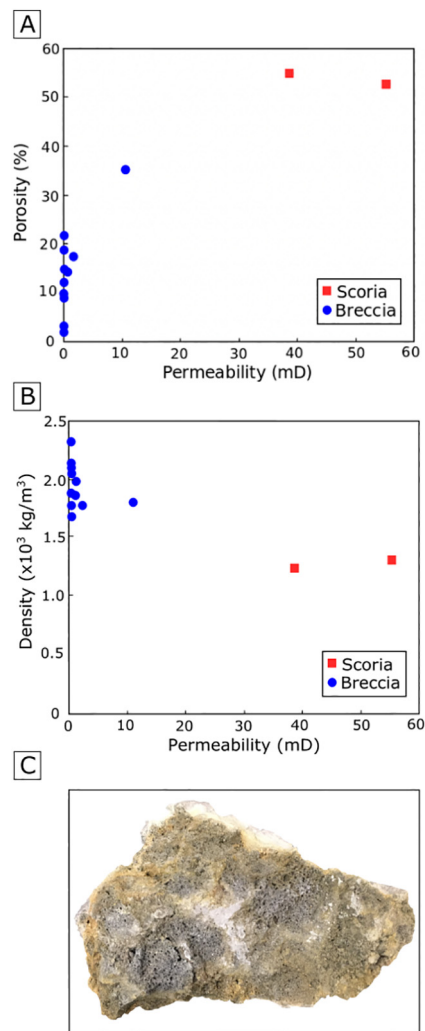 A
60
50
40
30
20
10
0
Porosity (%)
Scoria
Breccia
0 10 20 30 40 50 60
Permeability (mD)
B
2.5
2.0
1.5
1.0
0.5
0
Density (x10³ kg/m³)
Scoria
Breccia
0 10 20 30 40 50 60
Permeability (mD)
C